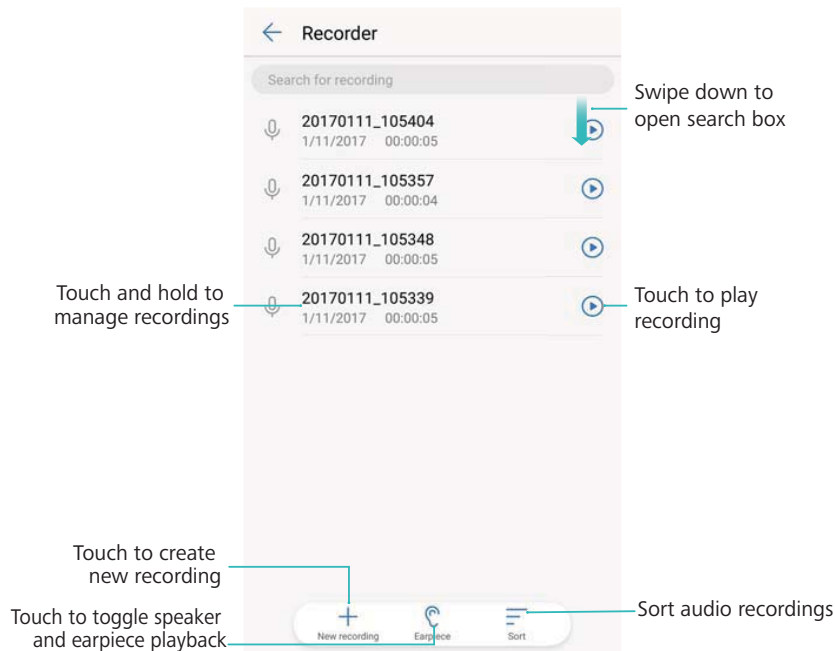 Recorder
Search for recording
Swipe down to
open search box
20170111_105404
1/11/2017 00:00:05
20170111_105357
1/11/2017 00:00:04
20170111_105348
1/11/2017 00:00:05
Touch and hold to
manage recordings
20170111_105339
1/11/2017 00:00:05
Touch to play
recording
Touch to create
new recording
Touch to toggle speaker
and earpiece playback
New recording
Earpiece
Sort
Sort audio recordings